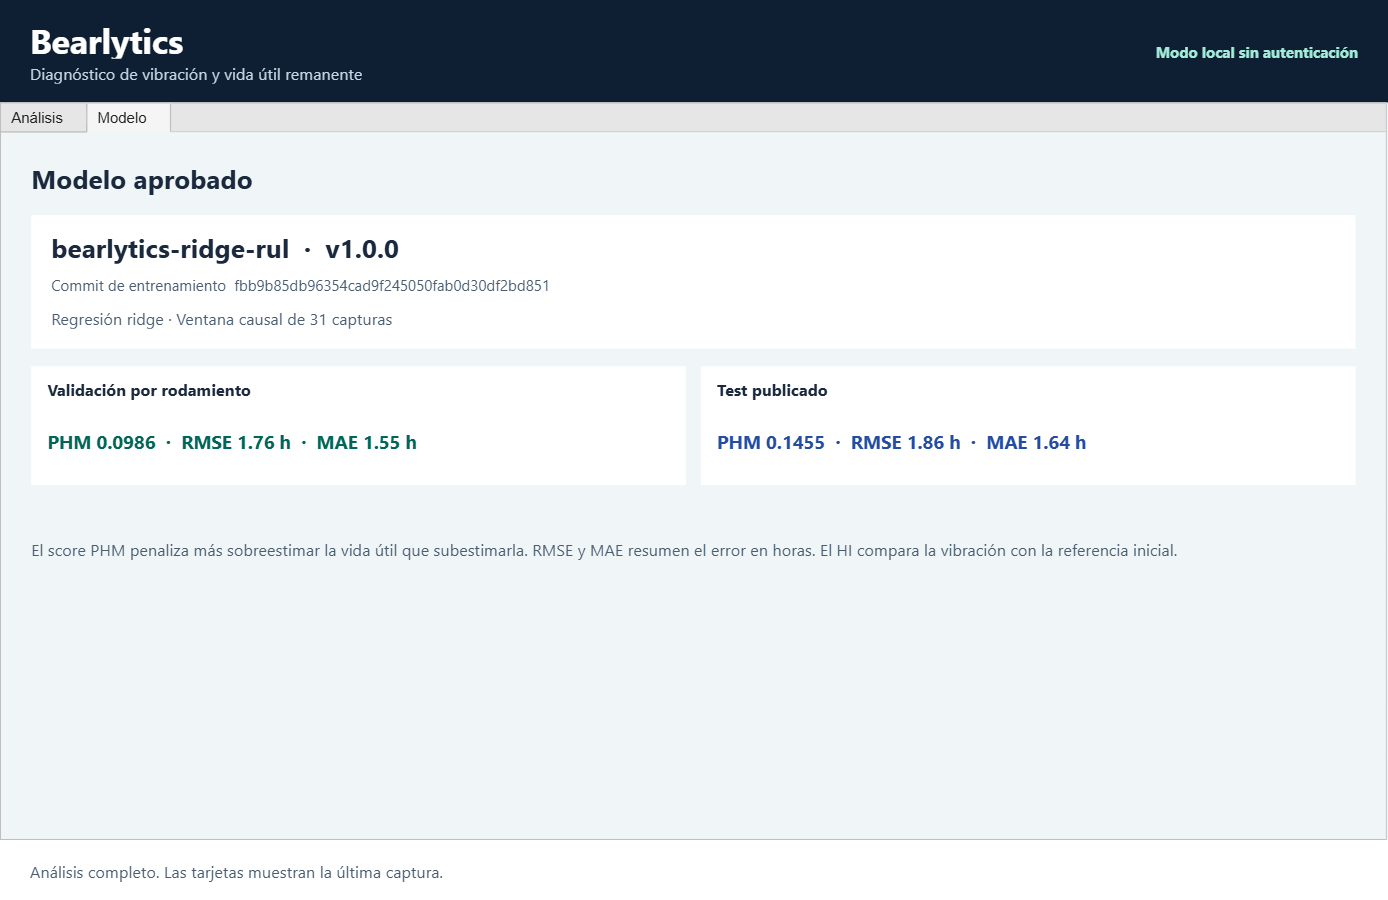 Bearlytics
Diagnóstico de vibración y vida útil remanente
Modo local sin autenticación
Análisis
Modelo
Modelo aprobado
bearlytics-ridge-rul · v1.0.0
Commit de entrenamiento fbb9b85db96354cad9f245050fab0d30df2bd851
Regresión ridge · Ventana causal de 31 capturas
Validación por rodamiento
PHM 0.0986 · RMSE 1.76 h · MAE 1.55 h
Test publicado
PHM 0.1455 · RMSE 1.86 h · MAE 1.64 h
El score PHM penaliza más sobreestimar la vida útil que subestimarla. RMSE y MAE resumen el error en horas. El HI compara la vibración con la referencia inicial.
Análisis completo. Las tarjetas muestran la última captura.